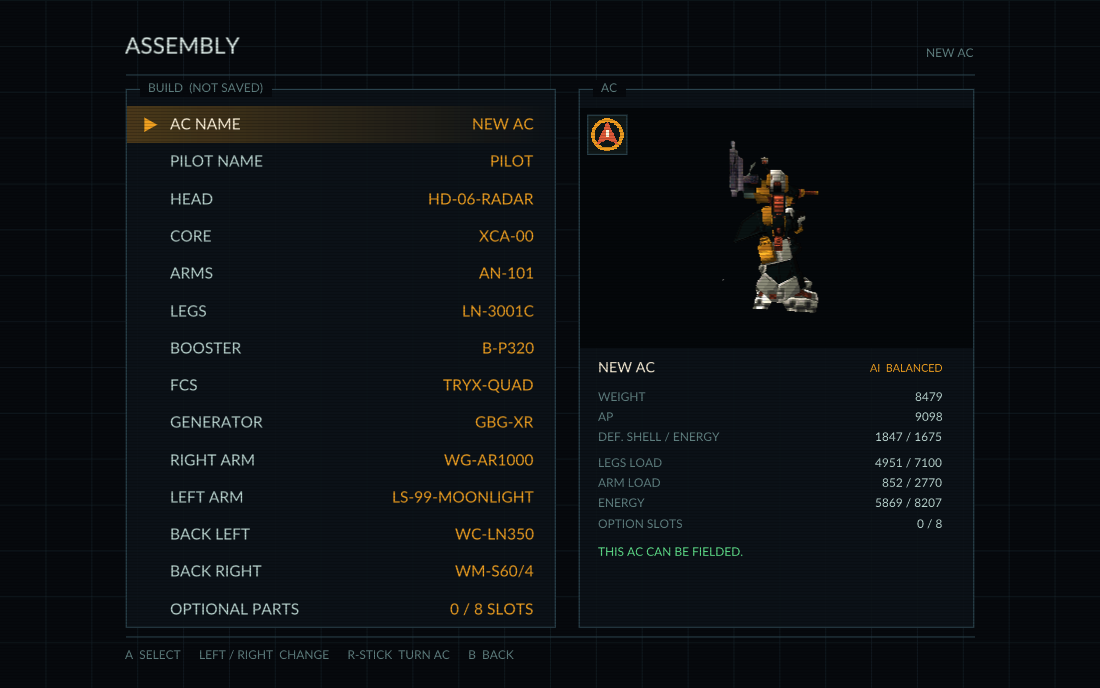 ASSEMBLY
NEW AC
BUILD (NOT SAVED)
AC NAME NEW AC
PILOT NAME PILOT
HEAD HD-06-RADAR
CORE XCA-00
ARMS AN-101
LEGS LN-3001C
BOOSTER B-P320
FCS TRYX-QUAD
GENERATOR GBG-XR
RIGHT ARM WG-AR1000
LEFT ARM LS-99-MOONLIGHT
BACK LEFT WC-LN350
BACK RIGHT WM-S60/4
OPTIONAL PARTS 0 / 8 SLOTS
AC
NEW AC AI BALANCED
WEIGHT 8479
AP 9098
DEF. SHELL / ENERGY 1847 / 1675
LEGS LOAD 4951 / 7100
ARM LOAD 852 / 2770
ENERGY 5869 / 8207
OPTION SLOTS 0 / 8
THIS AC CAN BE FIELDED.
A SELECT LEFT / RIGHT CHANGE R-STICK TURN AC B BACK